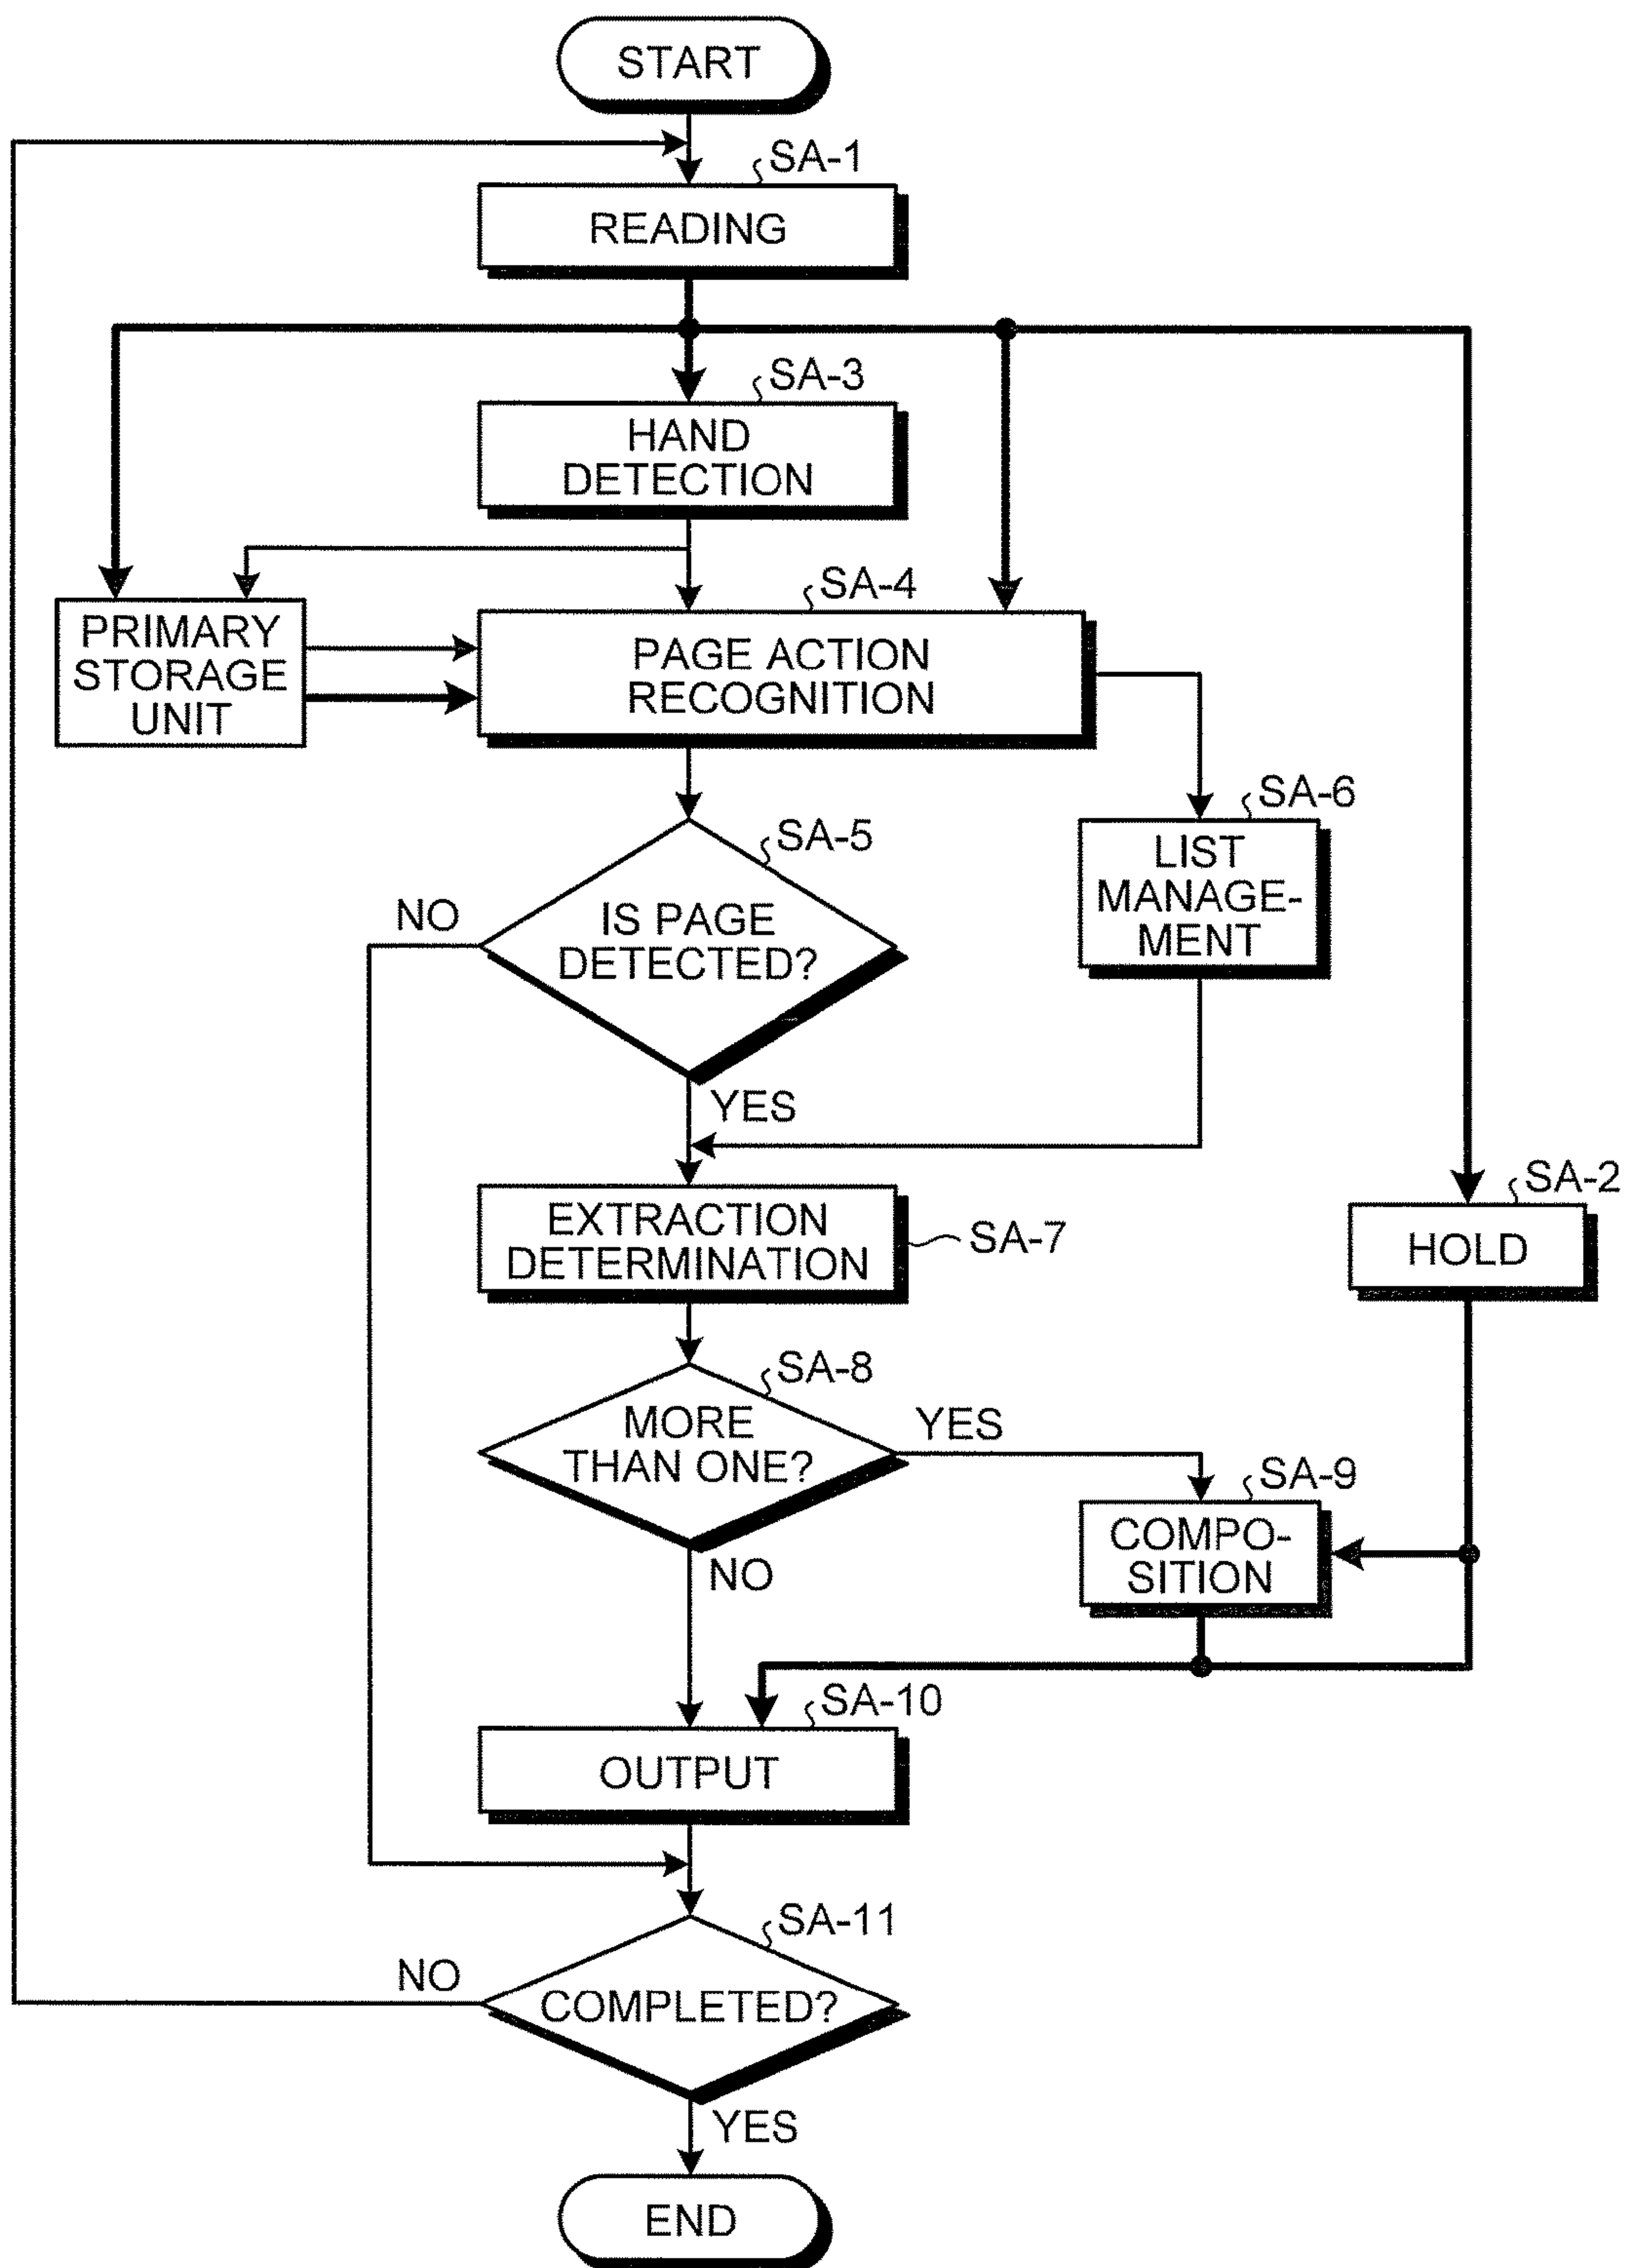 START
SA-1
READING
SA-3
HAND
DETECTION
SA-4
PRIMARY
STORAGE
UNIT
PAGE ACTION
RECOGNITION
SA-6
LIST
MANAGE-
MENT
SA-5
NO
IS PAGE
DETECTED?
YES
SA-2
HOLD
EXTRACTION
DETERMINATION
SA-7
SA-8
MORE
THAN ONE?
YES
NO
SA-9
COMPO-
SITION
SA-10
OUTPUT
SA-11
NO
COMPLETED?
YES
END